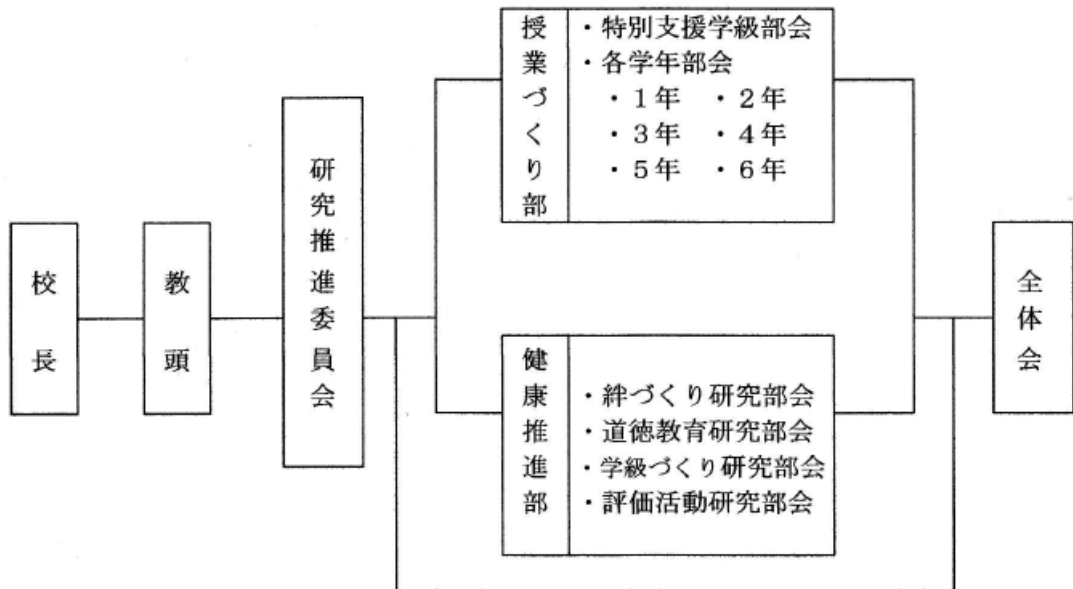 校長
教頭
研究推進委員会
授業づくり部
・特別支援学級部会
・各学年部会
・1年 ・2年
・3年 ・4年
・5年 ・6年
健康推進部
・絆づくり研究部会
・道徳教育研究部会
・学級づくり研究部会
・評価活動研究部会
全体会